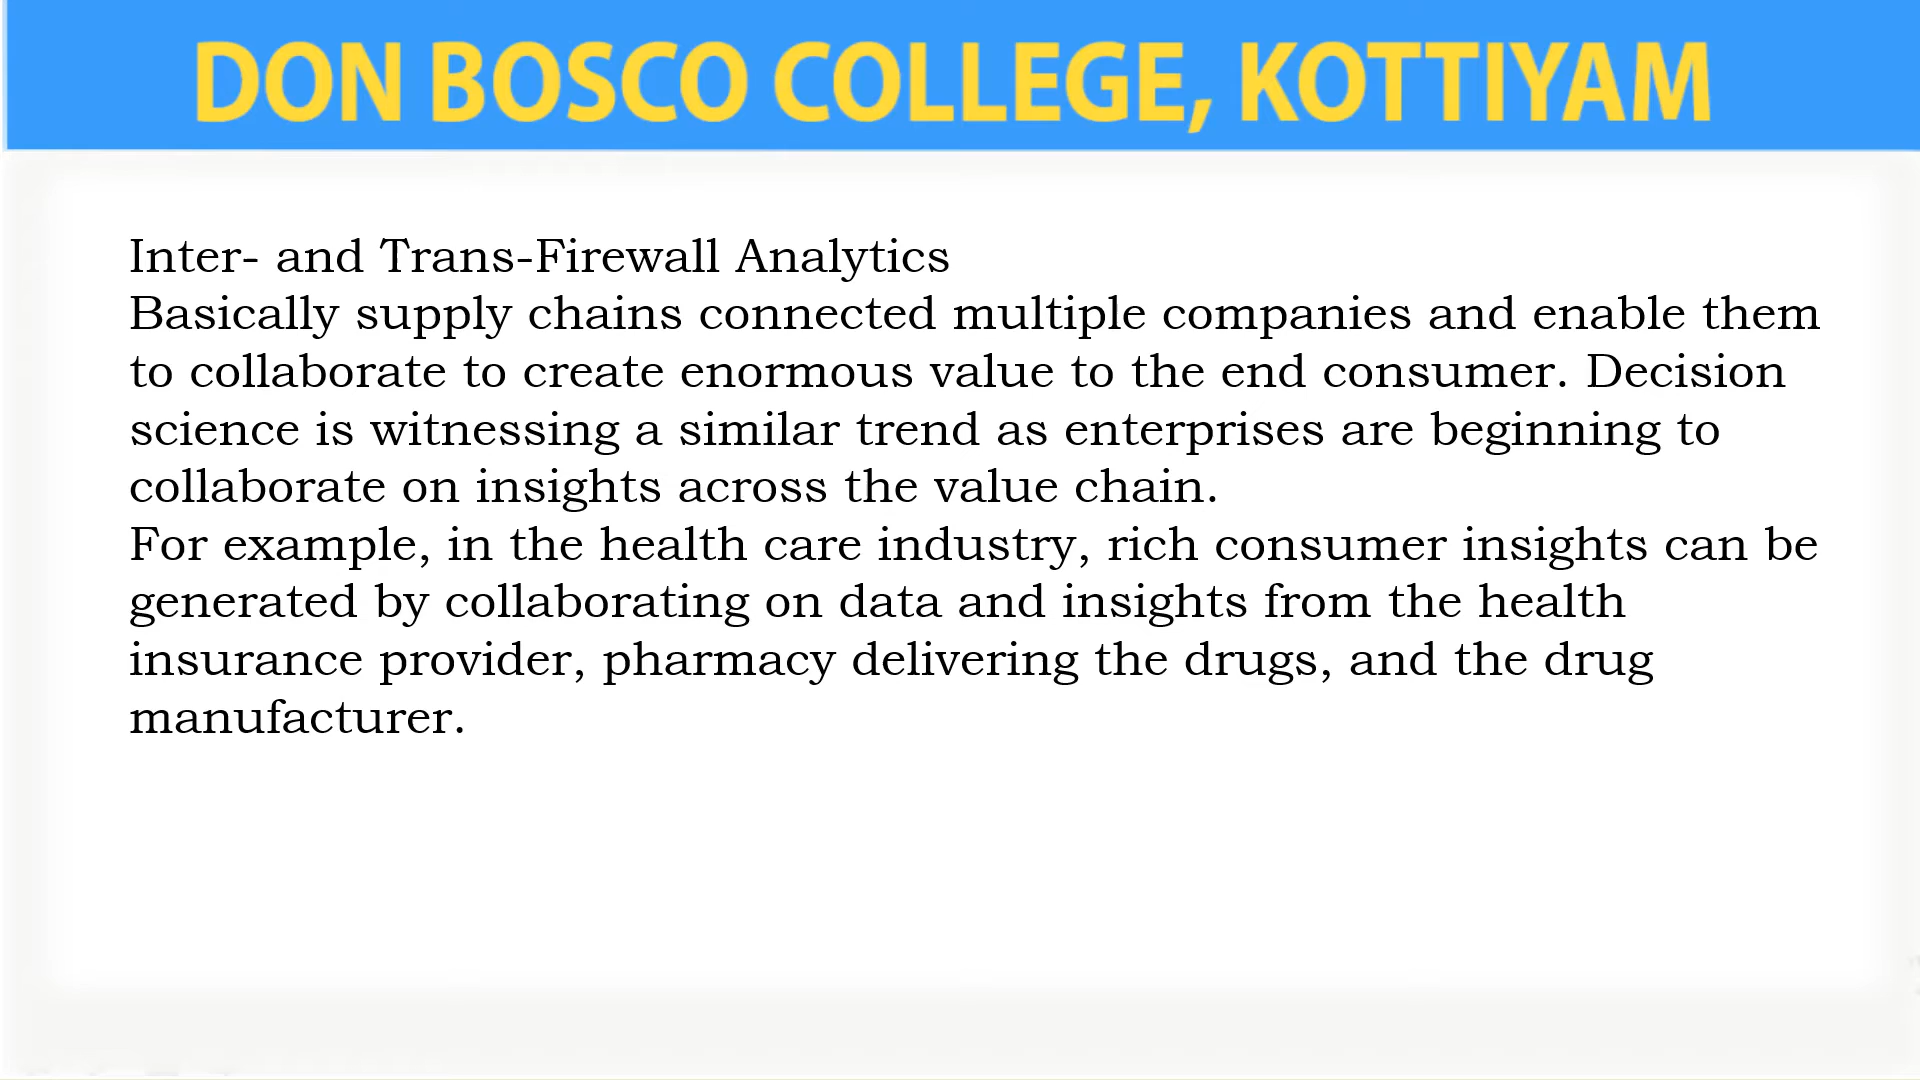 DON BOSCO COLLEGE, KOTTIYAM
Inter- and Trans-Firewall Analytics
Basically supply chains connected multiple companies and enable them
to collaborate to create enormous value to the end consumer. Decision
science is witnessing a similar trend as enterprises are beginning to
collaborate on insights across the value chain.
For example, in the health care industry, rich consumer insights can be
generated by collaborating on data and insights from the health
insurance provider, pharmacy delivering the drugs, and the drug
manufacturer.